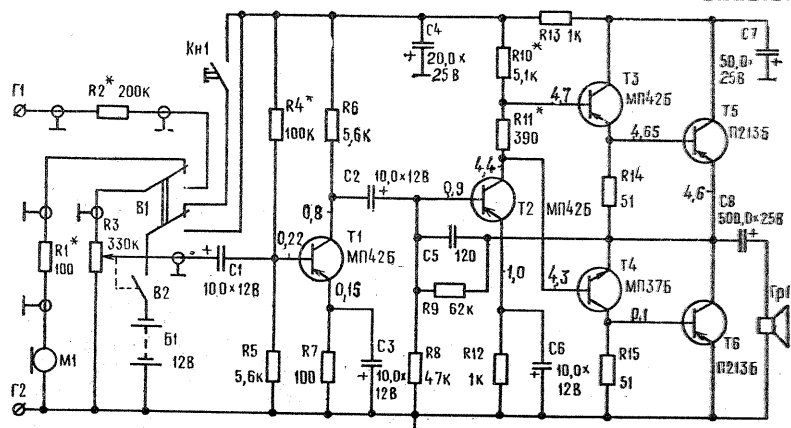 Г1
R2* 200К
Кн1
В1
R1*
100
R3
330К
В2
Б1
12В
М1
Г2
С1
10,0×12В
R4*
100К
R5
5,6К
R6
5,6К
0,8
0,22
Т1
МП42Б
0,15
R7
100
С3
10,0×
12В
С2
10,0×12В
С4
20,0×
25В
R13 1К
R10*
5,1К
R11*
390
4,4
0,9
Т2
МП42Б
С5
120
R9
62К
R8
47К
1,0
R12
1К
С6
10,0×
12В
4,7
Т3
МП42Б
4,65
R14
51
4,3
Т4
МП37Б
0,1
R15
51
С7
50,0×
25В
Т5
П213Б
4,6
С8
500,0×25В
Гр1
Т6
П213Б